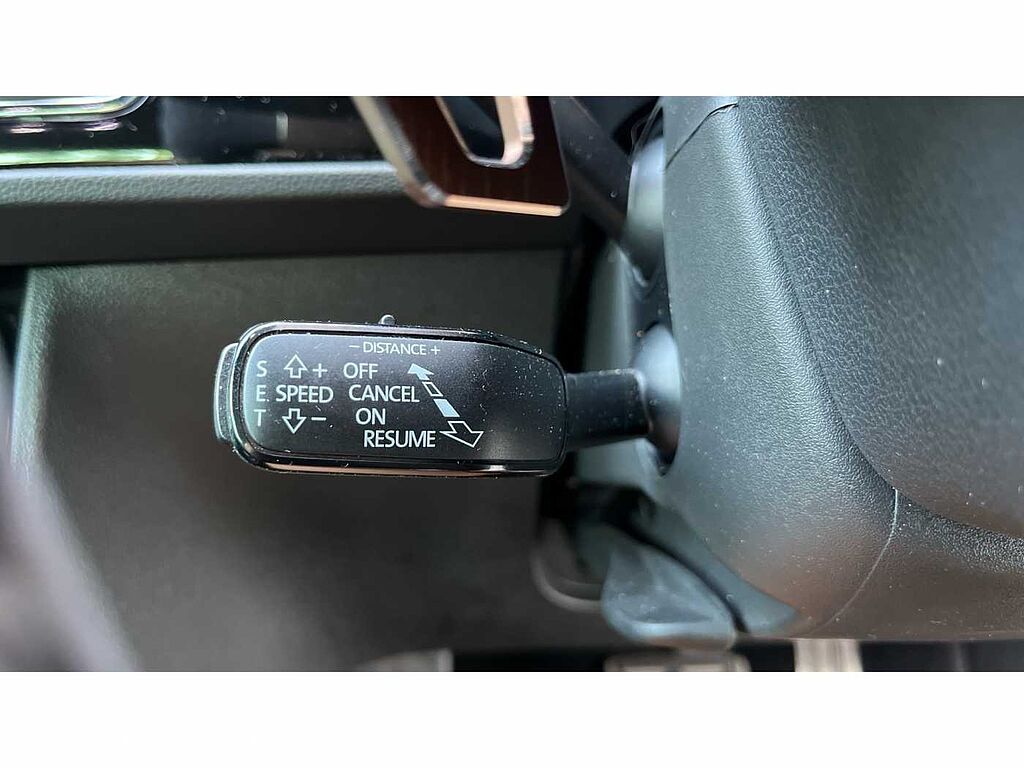 − DISTANCE +
S + OFF
E. SPEED CANCEL
T − ON
RESUME